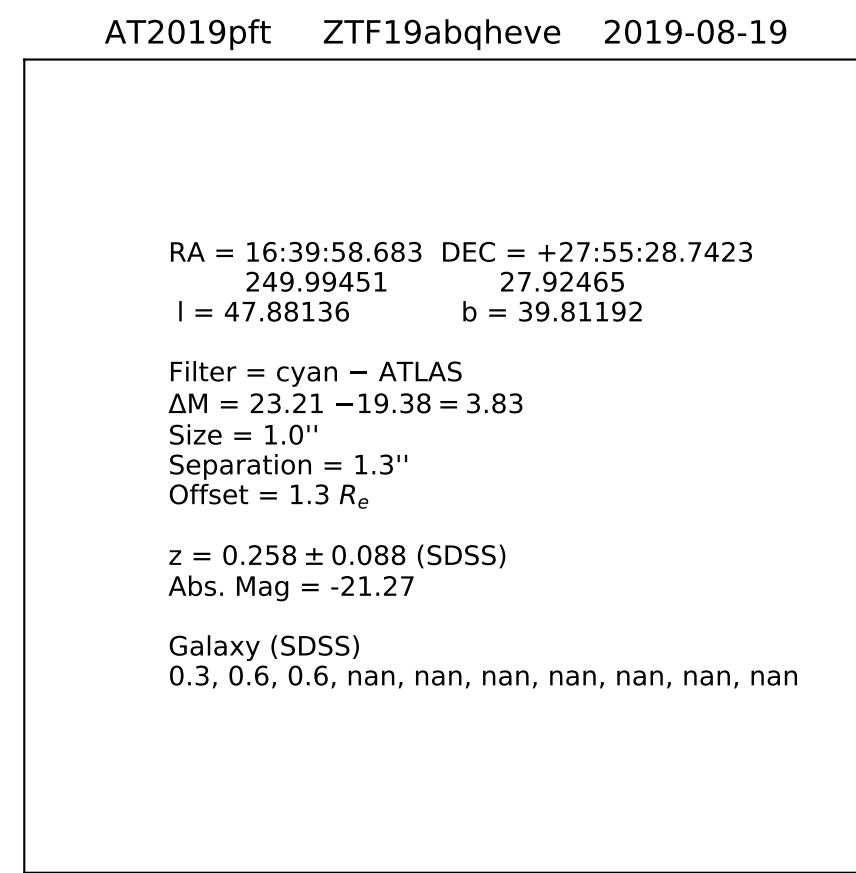 AT2019pft ZTF19abqheve 2019-08-19
RA = 16:39:58.683 DEC = +27:55:28.7423
249.99451 27.92465
l = 47.88136 b = 39.81192
Filter = cyan − ATLAS
ΔM = 23.21 −19.38 = 3.83
Size = 1.0''
Separation = 1.3''
Offset = 1.3 Rₑ
z = 0.258 ± 0.088 (SDSS)
Abs. Mag = -21.27
Galaxy (SDSS)
0.3, 0.6, 0.6, nan, nan, nan, nan, nan, nan, nan